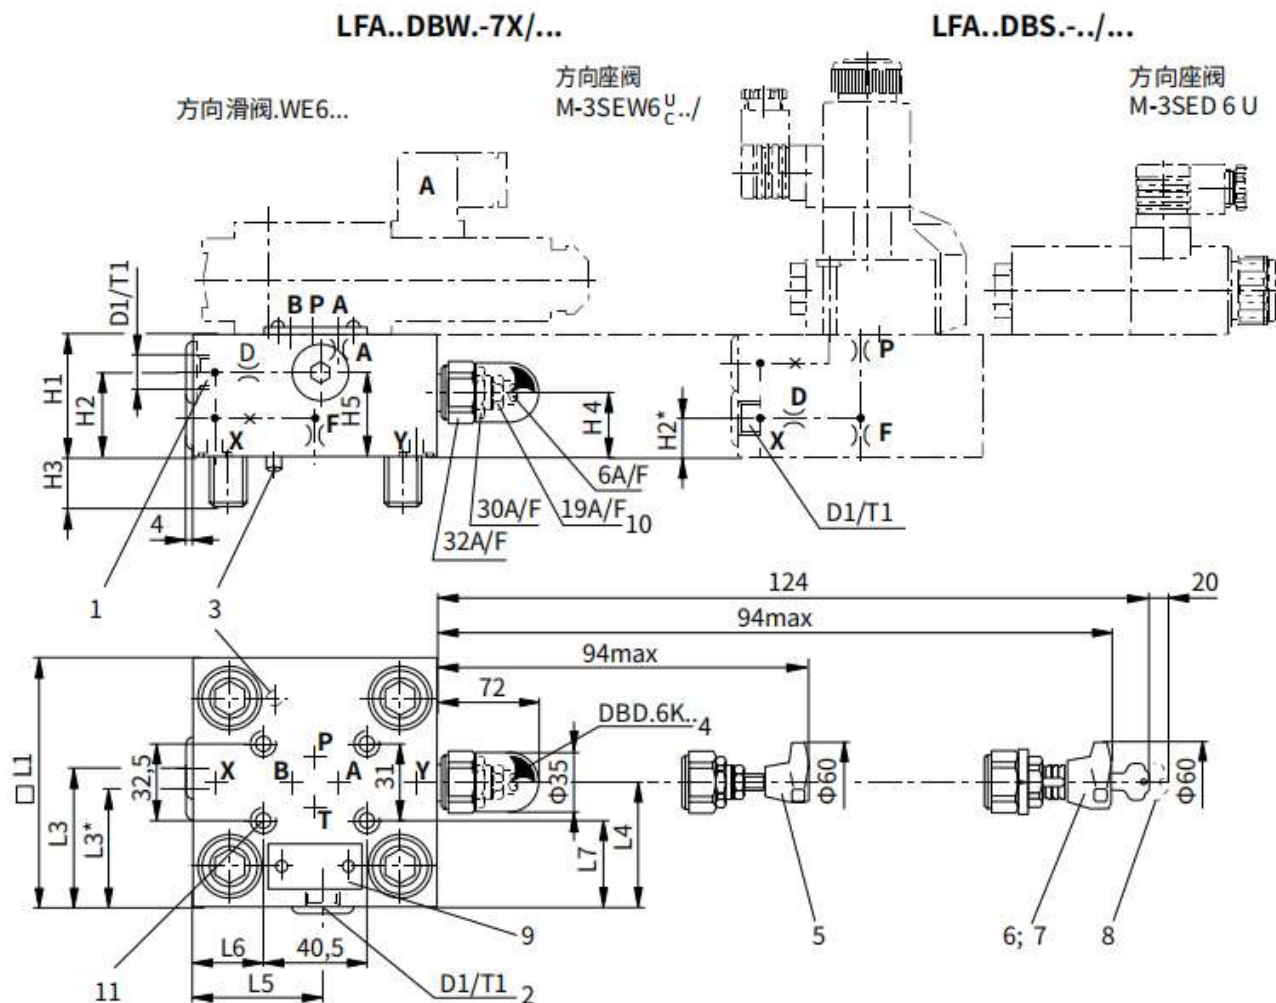 LFA..DBW.-7X/...
LFA..DBS.-../...
方向滑阀.WE6...
方向座阀
M-3SEW6 U C ../
方向座阀
M-3SED 6 U
A
B P A
D
A
F
X
Y
D1/T1
H1
H2
H3
H5
H4
H2*
P
D
F
X
D1/T1
6A/F
30A/F
19A/F
10
32A/F
4
1
3
124
20
94max
94max
72
DBD.6K..
4
P
X
B
A
Y
T
32,5
31
Φ35
Φ60
Φ60
□ L1
L3
L3*
L7
L4
L6
40,5
L5
D1/T1
2
11
9
5
6; 7
8